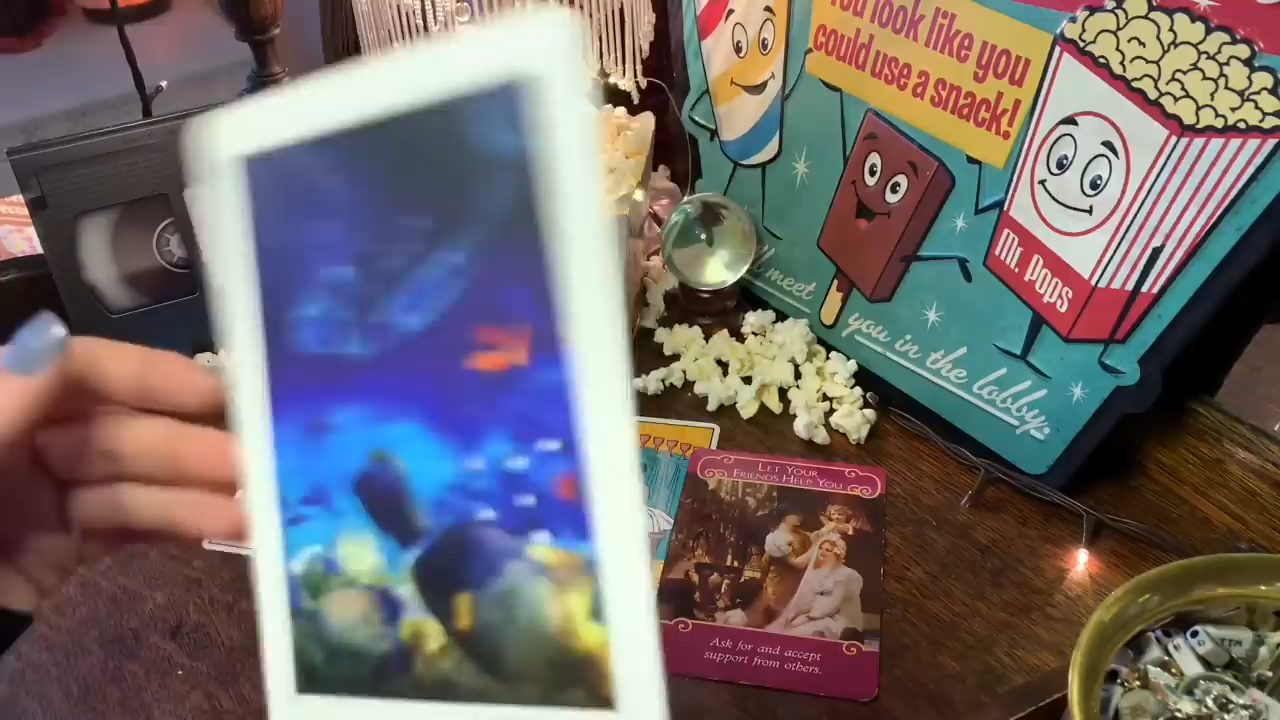 You look like you
could use a snack!
Mr. Pops
meet
you in the lobby.
LET YOUR
FRIENDS HELP YOU
Ask for and accept
support from others.